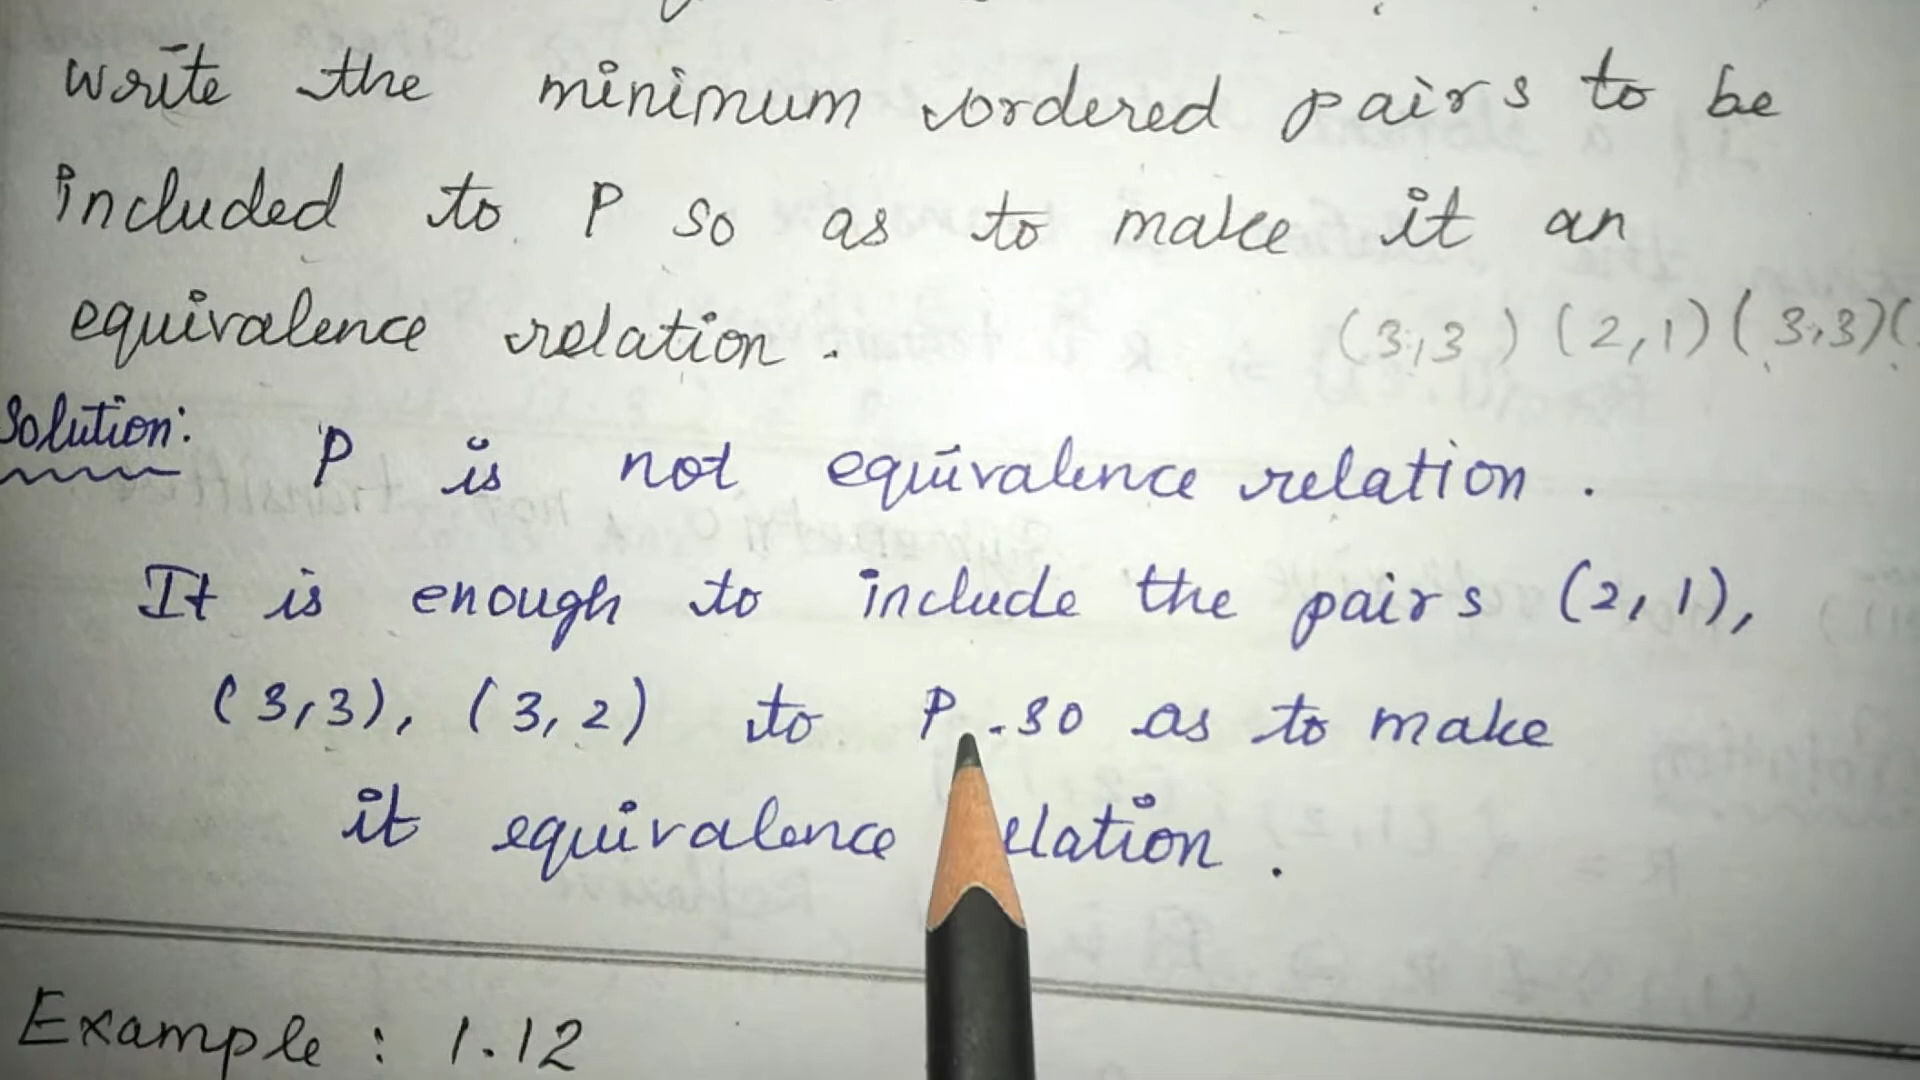 write the minimum ordered pairs to be
included to P so as to make it an
equivalence relation.
(3,3) (2,1) (3,3)(
Solution: P is not equivalence relation.
It is enough to include the pairs (2,1),
(3,3), (3,2) to P. so as to make
it equivalence elation.
Example: 1.12